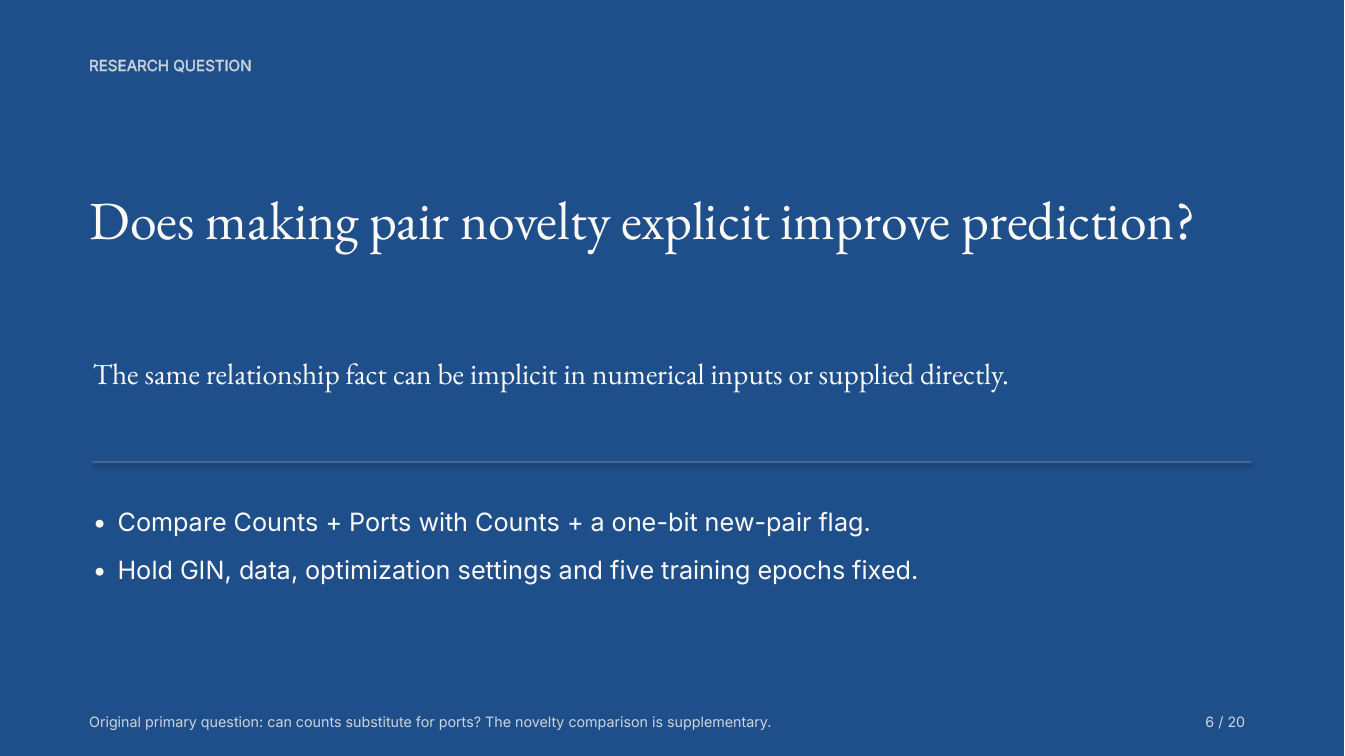 RESEARCH QUESTION
Does making pair novelty explicit improve prediction?
The same relationship fact can be implicit in numerical inputs or supplied directly.
• Compare Counts + Ports with Counts + a one-bit new-pair flag.
• Hold GIN, data, optimization settings and five training epochs fixed.
Original primary question: can counts substitute for ports? The novelty comparison is supplementary.
6 / 20